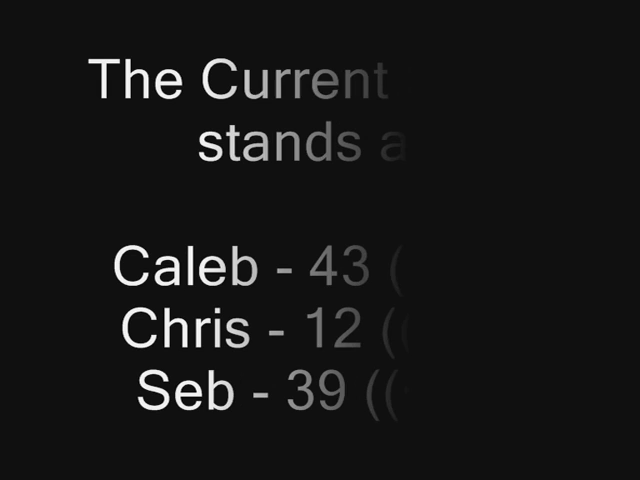 The Current
stands a
Caleb - 43 (
Chris - 12 ((
Seb - 39 ((